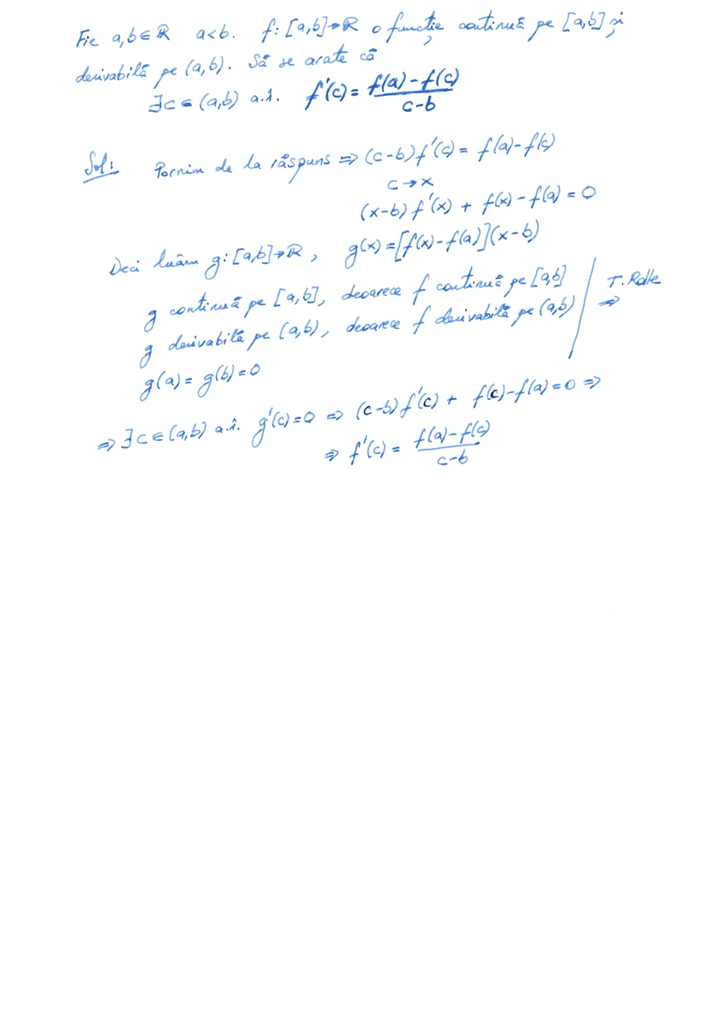 Fie a,b∈ℝ a<b. f:[a,b]→ℝ o funcție continuă pe [a,b] și
derivabilă pe (a,b). Să se arate că
∃c∈(a,b) a.î. f'(c) = (f(a)-f(c))/(c-b)
Sol: Pornim de la răspuns ⇒ (c-b)f'(c) = f(a)-f(c)
c→x
(x-b)f'(x) + f(x)-f(a) = 0
Deci luăm g:[a,b]→ℝ, g(x) = [f(x)-f(a)](x-b)
g continuă pe [a,b], deoarece f continuă pe [a,b]
g derivabilă pe (a,b), deoarece f derivabilă pe (a,b) / T. Rolle ⇒
g(a) = g(b) = 0
⇒ ∃c∈(a,b) a.î. g'(c)=0 ⇒ (c-b)f'(c) + f(c)-f(a) = 0 ⇒
⇒ f'(c) = (f(a)-f(c))/(c-b)